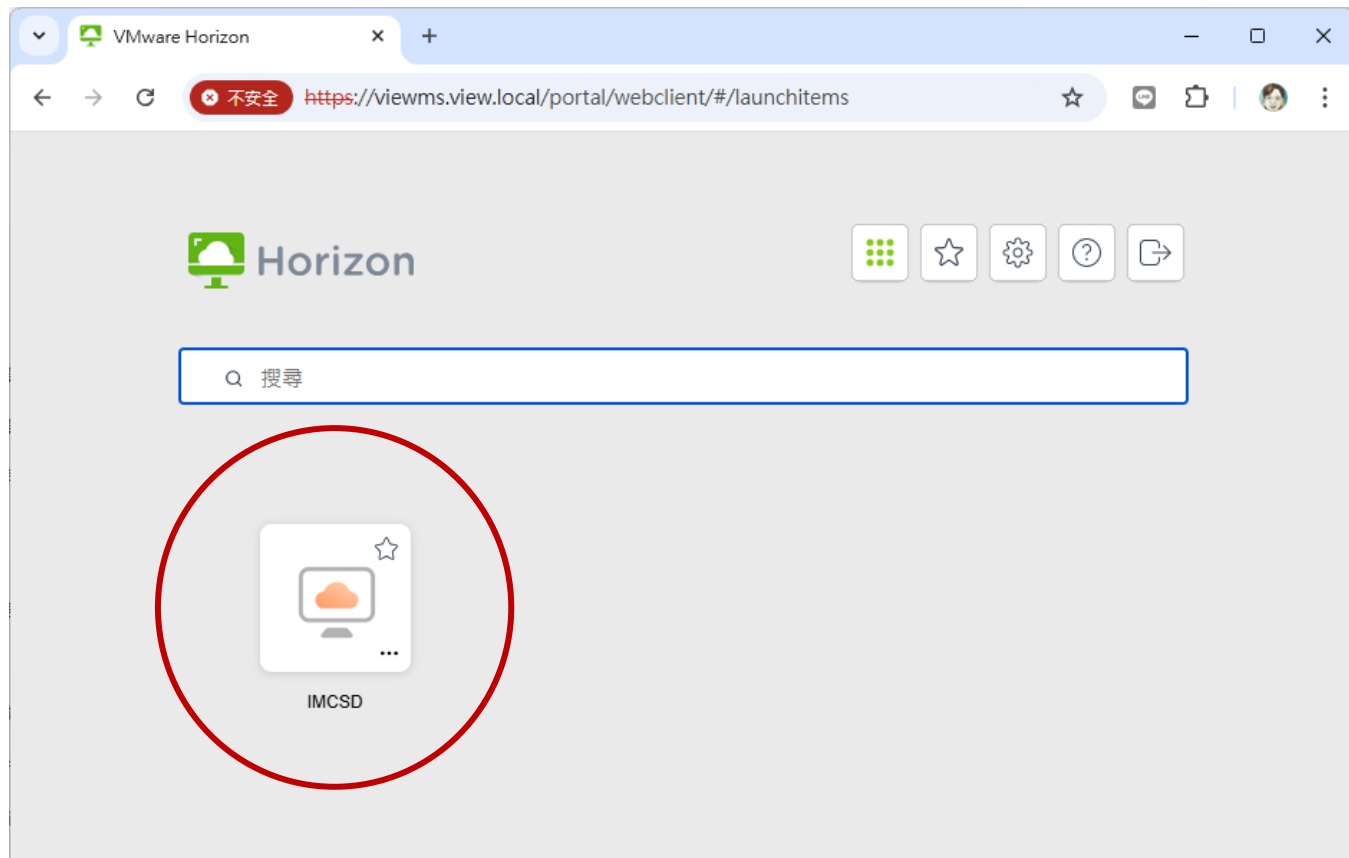 VMware Horizon
不安全 https://viewms.view.local/portal/webclient/#/launchitems
Horizon
搜尋
IMCSD